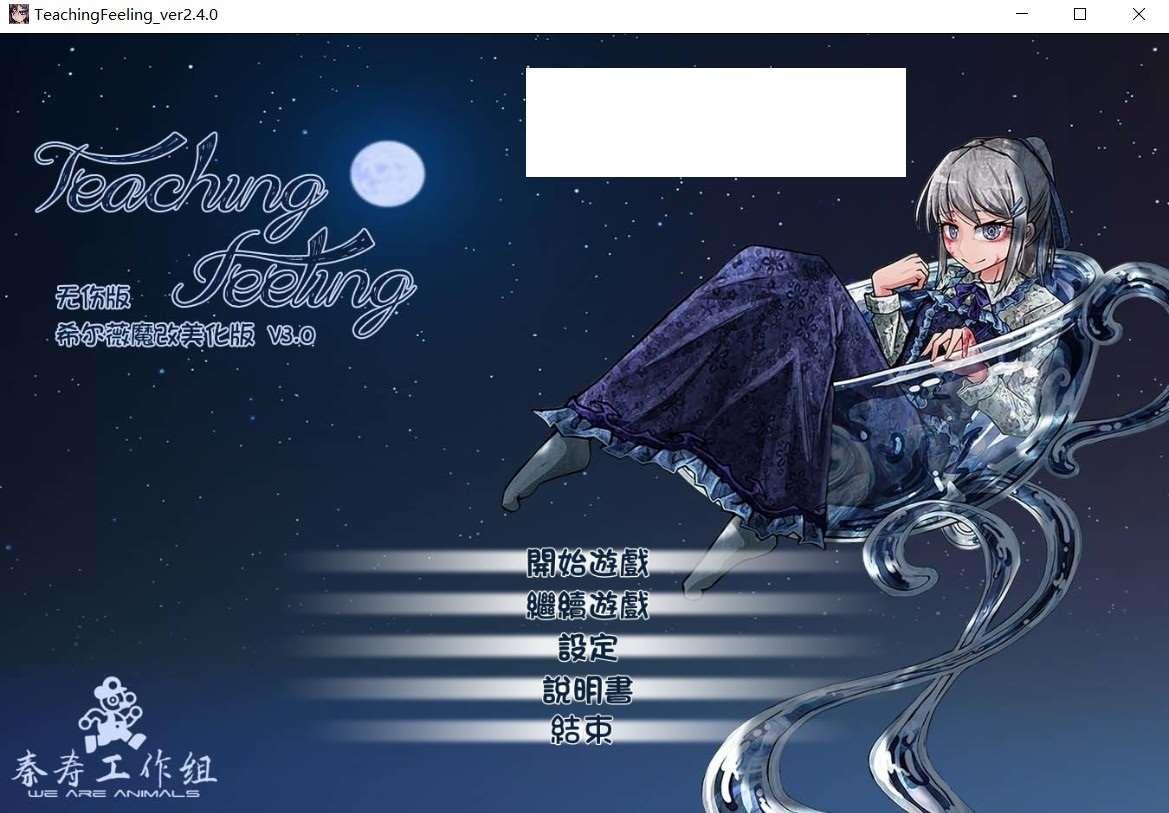 TeachingFeeling_ver2.4.0
Teaching
Feeling
无伤版
希尔薇魔改美化版 V3.0
開始遊戲
繼續遊戲
設定
說明書
結束
秦寿工作组
WE ARE ANIMALS